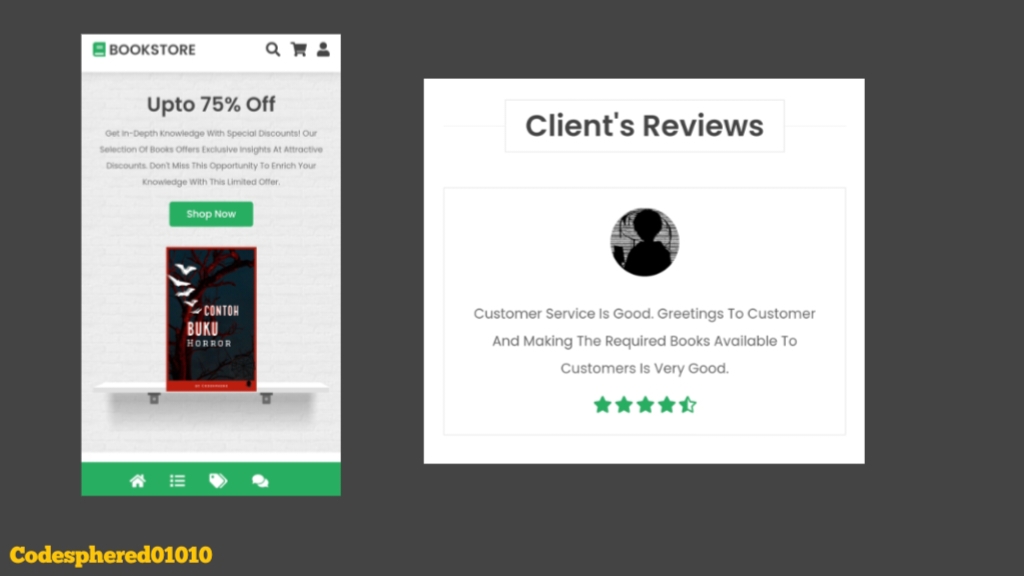 BOOKSTORE
Upto 75% Off
Get In-Depth Knowledge With Special Discounts! Our
Selection Of Books Offers Exclusive Insights At Attractive
Discounts. Don't Miss This Opportunity To Enrich Your
Knowledge With This Limited Offer.
Shop Now
CONTOH
BUKU
HORROR
Client's Reviews
Customer Service Is Good. Greetings To Customer
And Making The Required Books Available To
Customers Is Very Good.
Codesphered01010